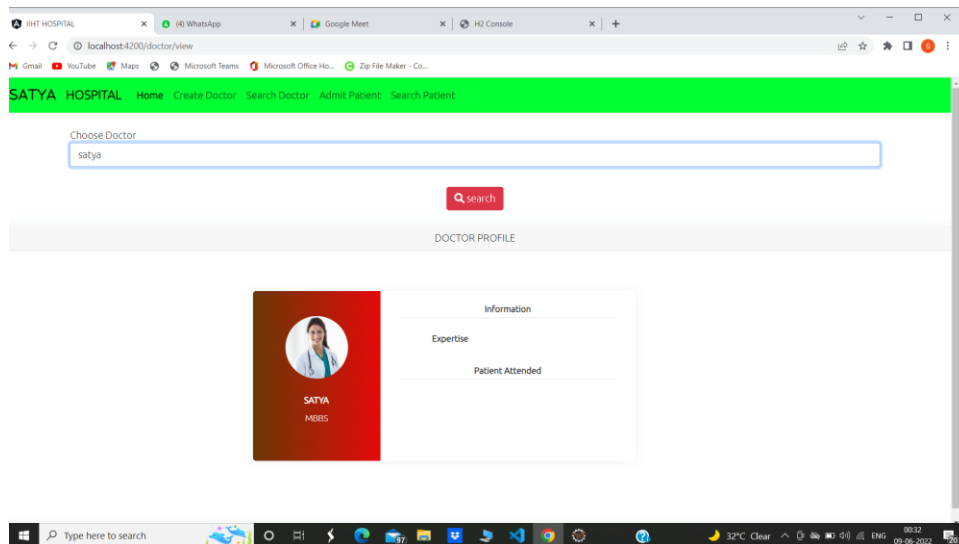 IIHT HOSPITAL
(4) WhatsApp
Google Meet
H2 Console
localhost:4200/doctor/view
S
Gmail
YouTube
Maps
Microsoft Teams
Microsoft Office Ho...
Zip File Maker - Co...
SATYA HOSPITAL Home Create Doctor Search Doctor Admit Patient Search Patient
Choose Doctor
satya
search
DOCTOR PROFILE
Information
Expertise
Patient Attended
SATYA
MBBS
Type here to search
97
32°C Clear
ENG
00:32
09-06-2022
20